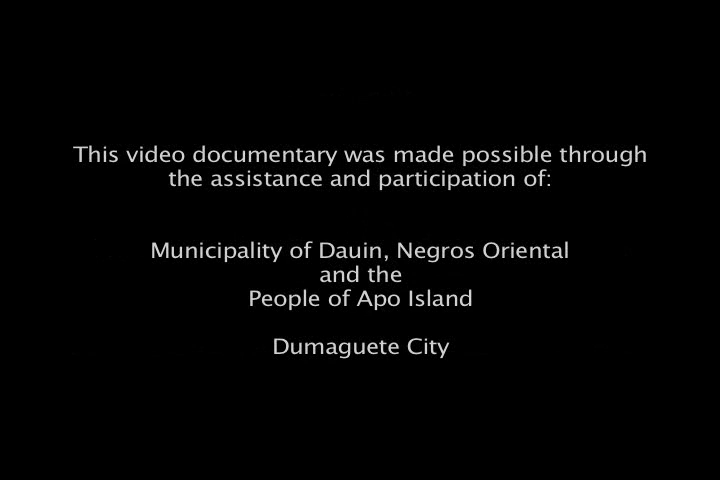 This video documentary was made possible through
the assistance and participation of:
Municipality of Dauin, Negros Oriental
and the
People of Apo Island
Dumaguete City